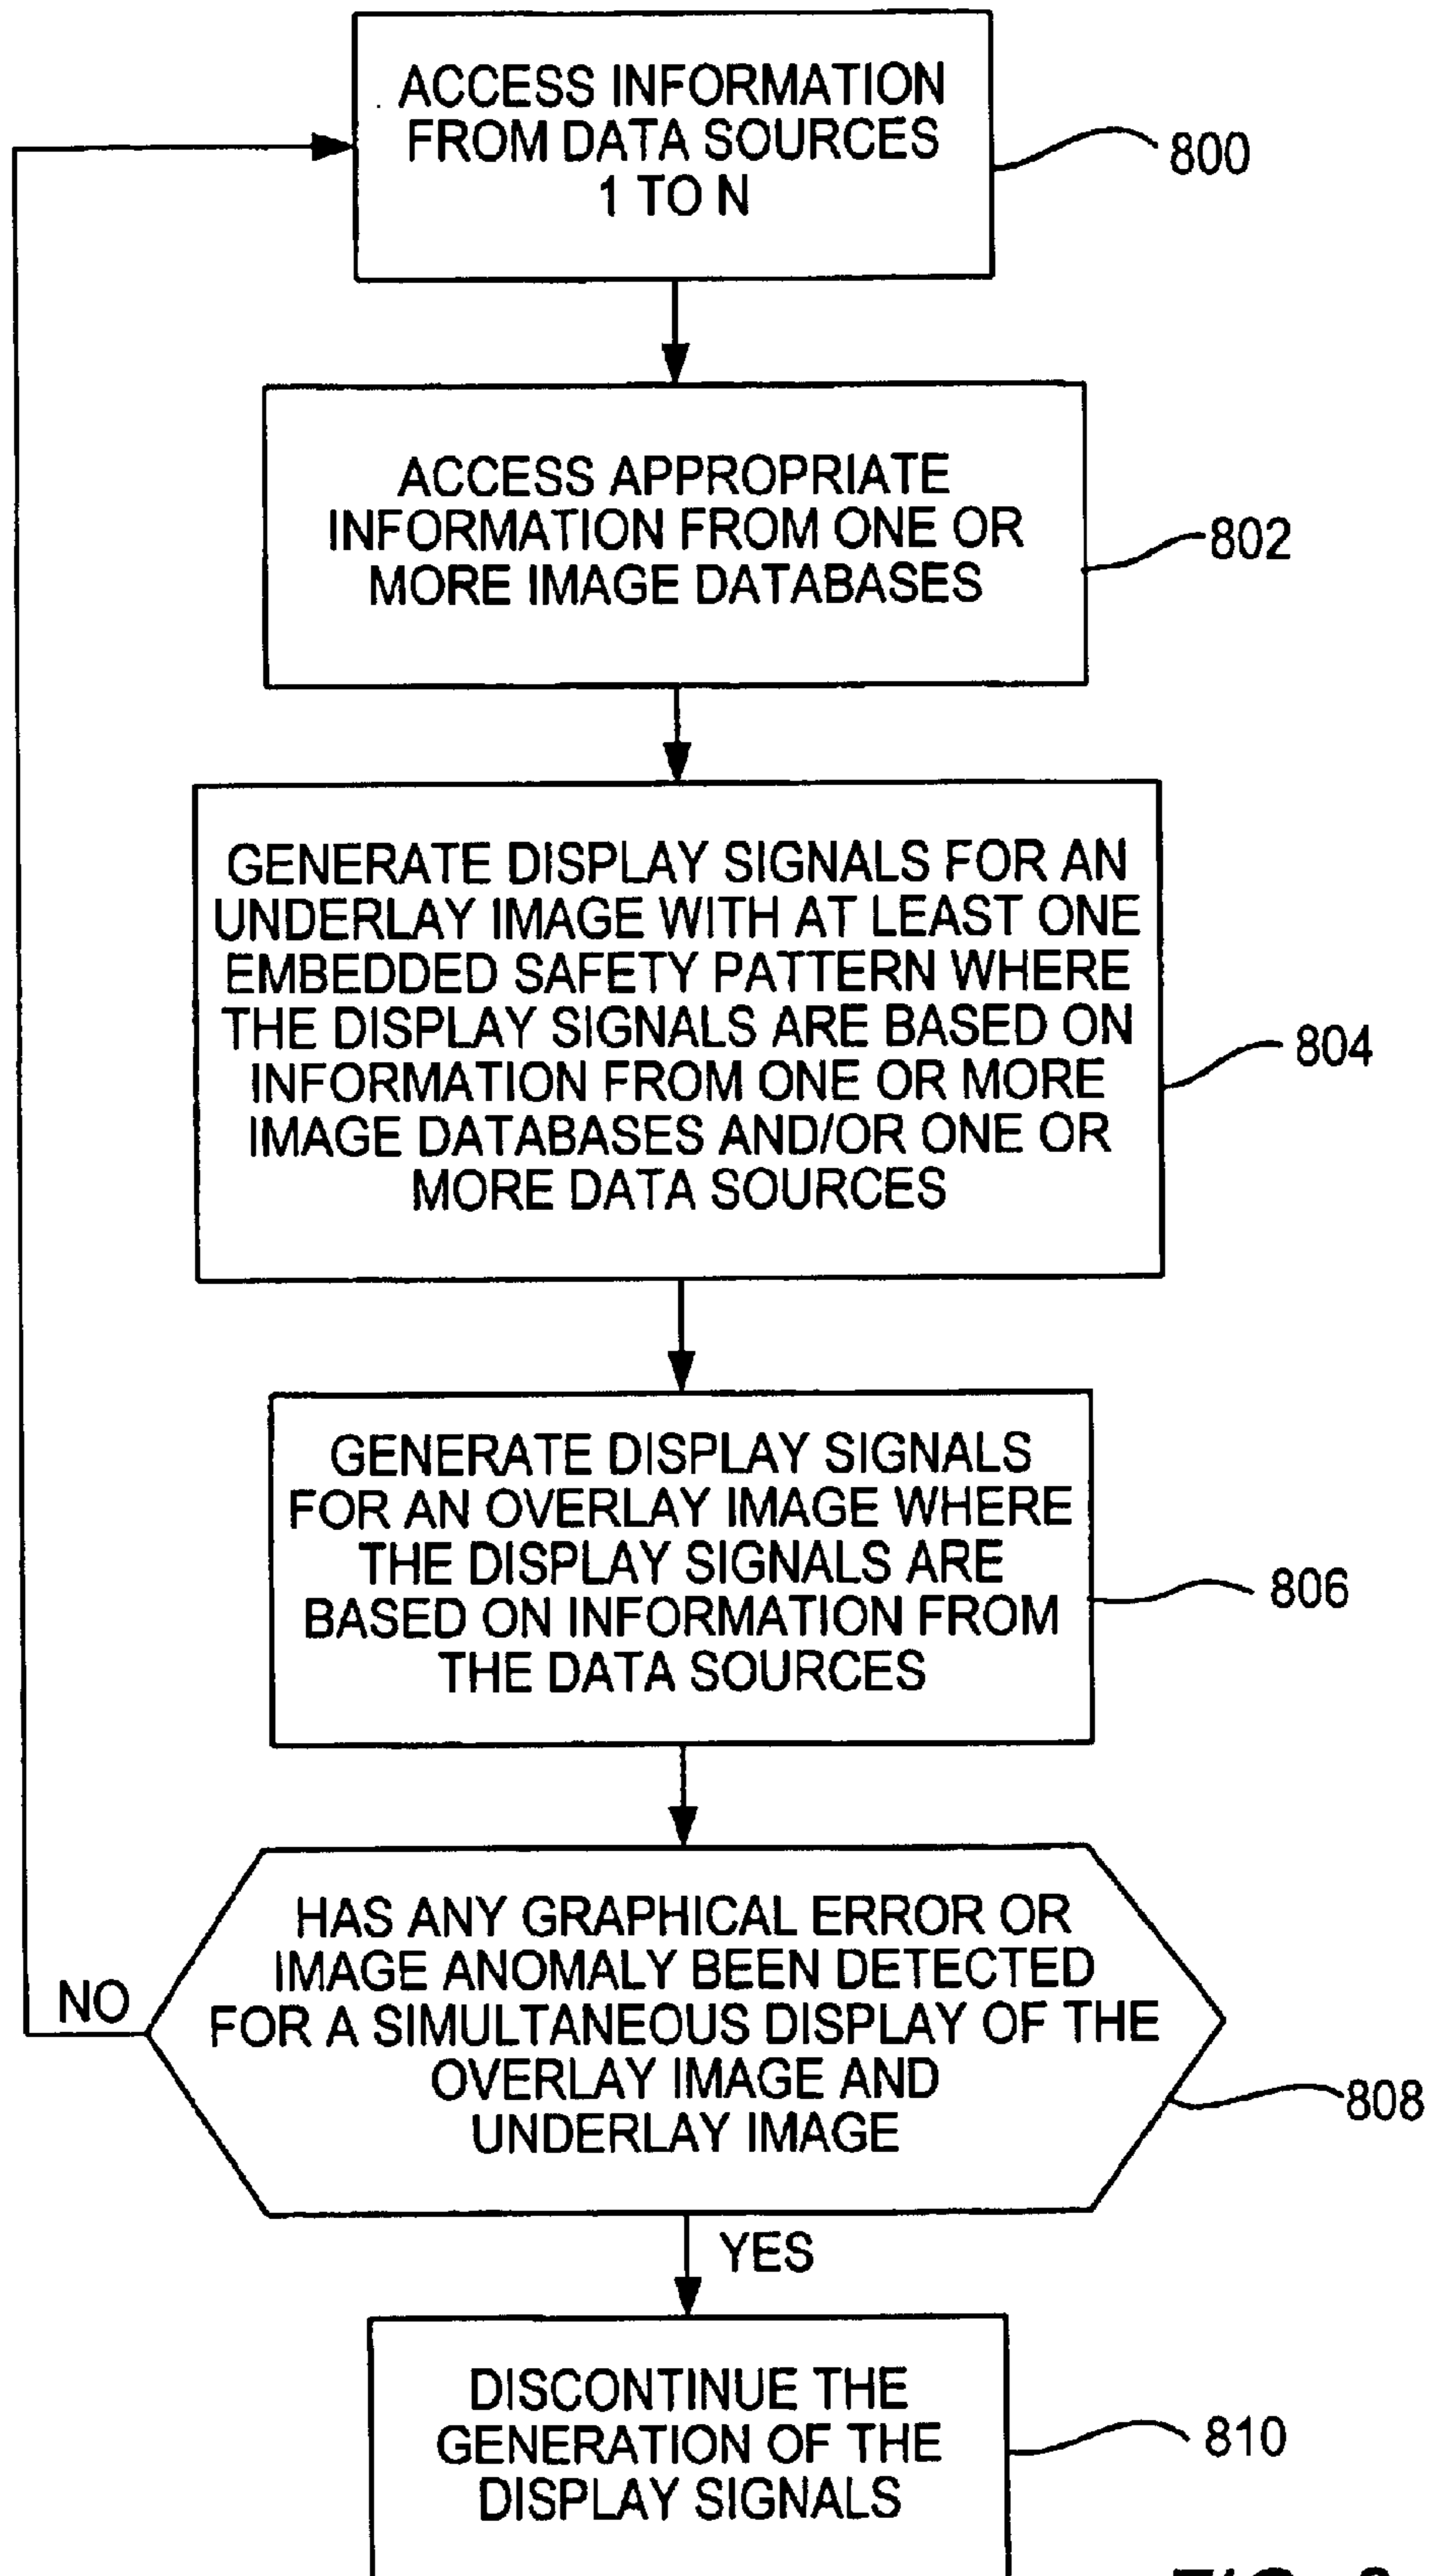 ACCESS INFORMATION
FROM DATA SOURCES
1 TO N
800
ACCESS APPROPRIATE
INFORMATION FROM ONE OR
MORE IMAGE DATABASES
802
GENERATE DISPLAY SIGNALS FOR AN
UNDERLAY IMAGE WITH AT LEAST ONE
EMBEDDED SAFETY PATTERN WHERE
THE DISPLAY SIGNALS ARE BASED ON
INFORMATION FROM ONE OR MORE
IMAGE DATABASES AND/OR ONE OR
MORE DATA SOURCES
804
GENERATE DISPLAY SIGNALS
FOR AN OVERLAY IMAGE WHERE
THE DISPLAY SIGNALS ARE
BASED ON INFORMATION FROM
THE DATA SOURCES
806
HAS ANY GRAPHICAL ERROR OR
IMAGE ANOMALY BEEN DETECTED
FOR A SIMULTANEOUS DISPLAY OF THE
OVERLAY IMAGE AND
UNDERLAY IMAGE
NO
808
YES
DISCONTINUE THE
GENERATION OF THE
DISPLAY SIGNALS
810